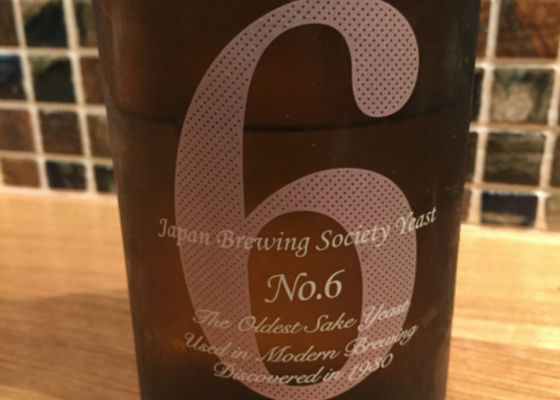 6
Japan Brewing Society Yeast
No.6
The Oldest Sake Yeast
Used in Modern Brewing
Discovered in 1930